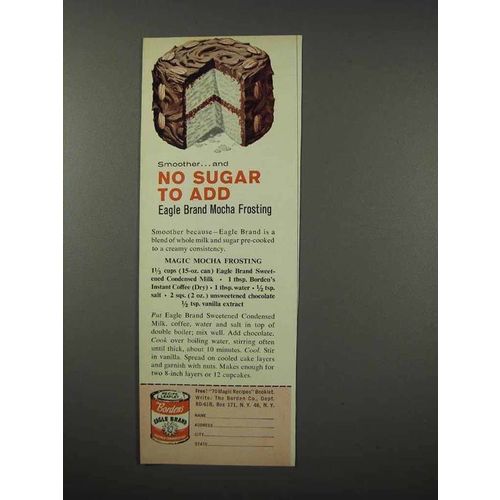 Smoother...and
NO SUGAR
TO ADD
Eagle Brand Mocha Frosting
Smoother because—Eagle Brand is a
blend of whole milk and sugar pre-cooked
to a creamy consistency.
MAGIC MOCHA FROSTING
1⅓ cups (15-oz. can) Eagle Brand Sweet-
ened Condensed Milk • 1 tbsp. Borden's
Instant Coffee (Dry) • 1 tbsp. water • ½ tsp.
salt • 2 sqs. (2 oz.) unsweetened chocolate
½ tsp. vanilla extract
Put Eagle Brand Sweetened Condensed
Milk, coffee, water and salt in top of
double boiler; mix well. Add chocolate.
Cook over boiling water, stirring often
until thick, about 10 minutes. Cool. Stir
in vanilla. Spread on cooled cake layers
and garnish with nuts. Makes enough for
two 8-inch layers or 12 cupcakes.
Free! "70 Magic Recipes" Booklet.
Write: The Borden Co., Dept.
Box 171, N. Y. 46, N. Y.
NAME
ADDRESS
CITY
STATE
Borden's
EAGLE BRAND